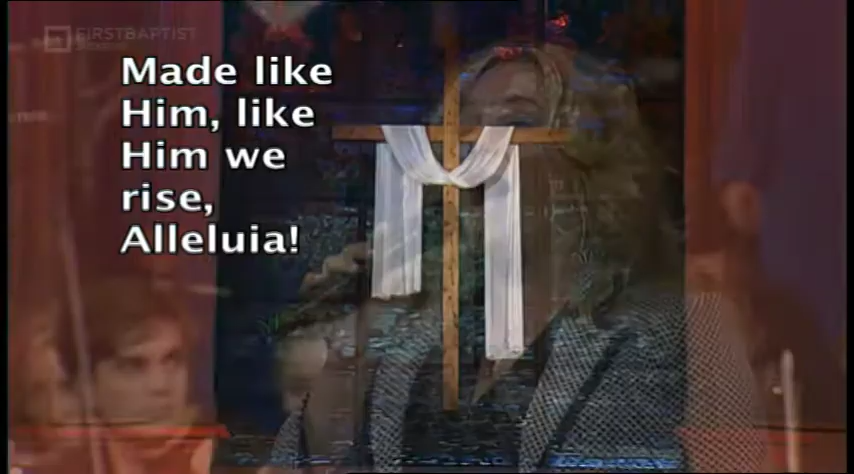 FIRSTBAPTIST
Made like
Him, like
Him we
rise,
Alleluia!